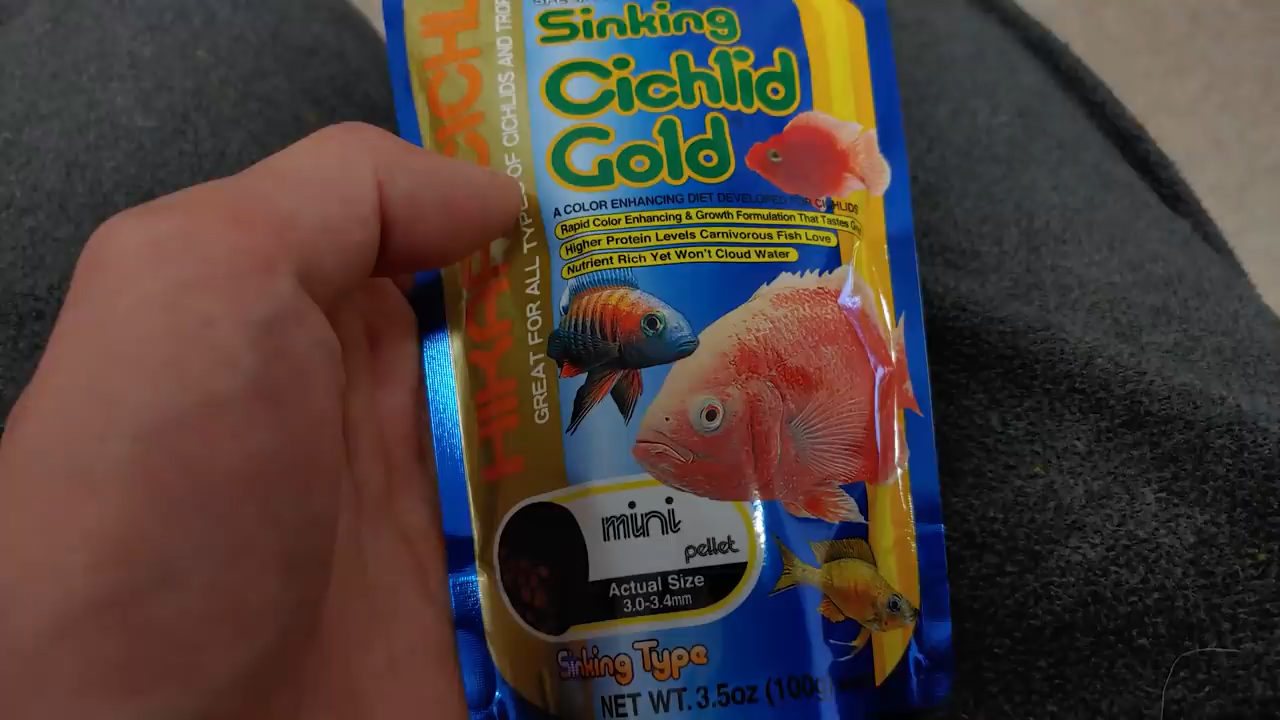 Sinking
Cichlid
Gold
A COLOR ENHANCING DIET DEVELOPED FOR CICHLIDS
Rapid Color Enhancing & Growth Formulation That Tastes
Higher Protein Levels Carnivorous Fish Love
Nutrient Rich Yet Won't Cloud Water
GREAT FOR ALL TYPES OF CICHLIDS AND
mini
pellet
Actual Size
3.0-3.4mm
Sinking Type
NET WT. 3.5oz (100g